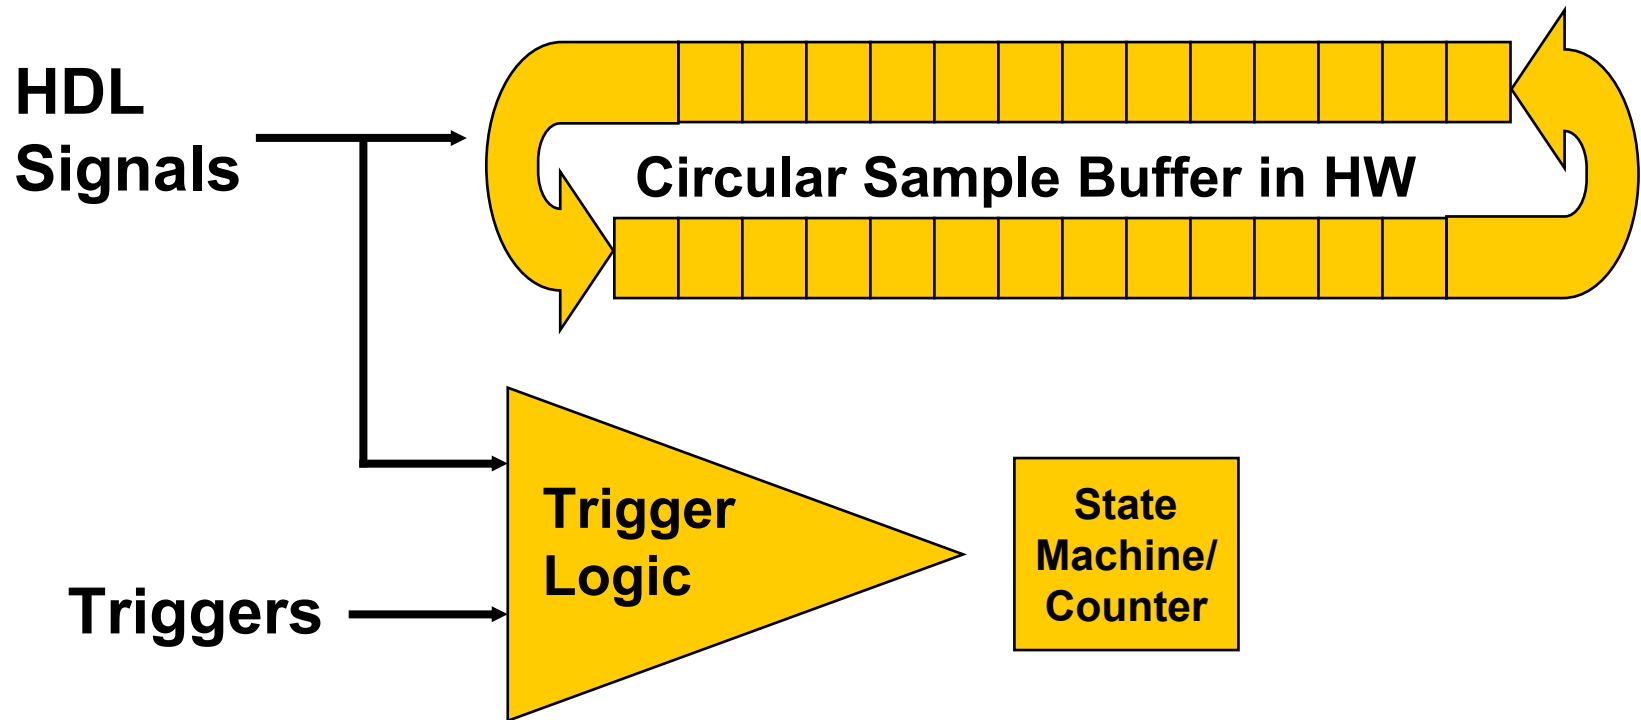 HDL
Signals
Circular Sample Buffer in HW
Trigger
Logic
State
Machine/
Counter
Triggers